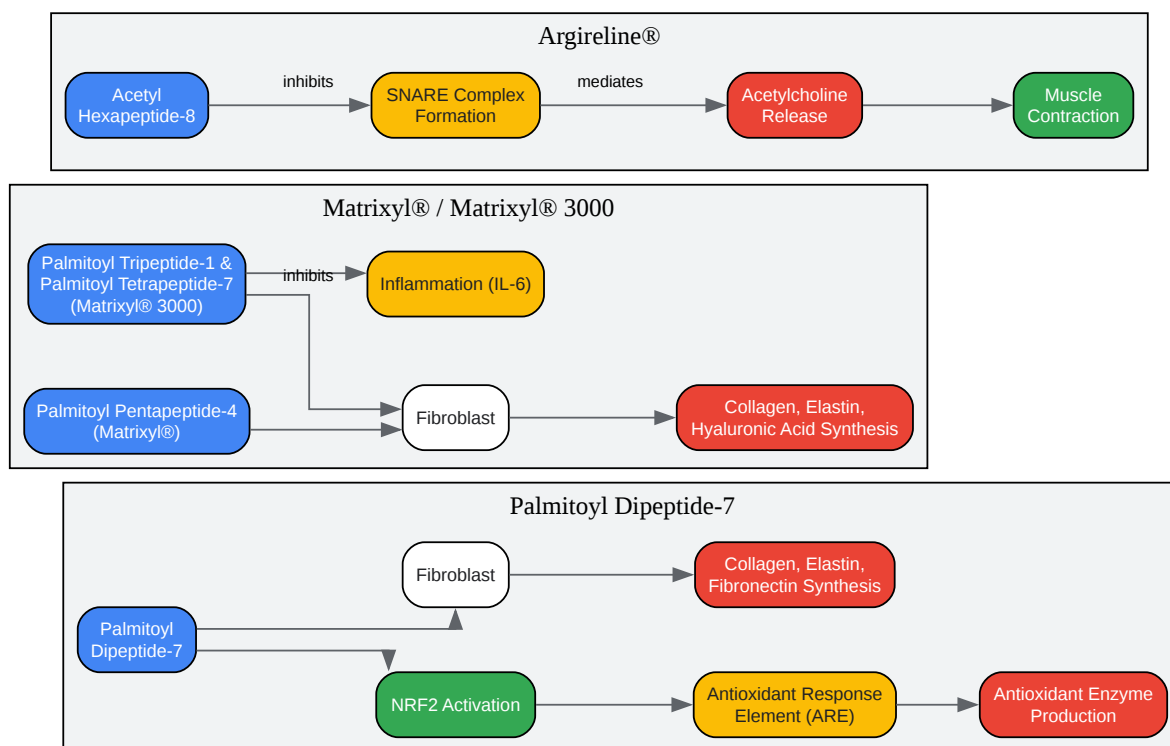 Argireline®
Acetyl
Hexapeptide-8
inhibits
SNARE Complex
Formation
mediates
Acetylcholine
Release
Muscle
Contraction
Matrixyl® / Matrixyl® 3000
Palmitoyl Tripeptide-1 &
Palmitoyl Tetrapeptide-7
(Matrixyl® 3000)
inhibits
Inflammation (IL-6)
Palmitoyl Pentapeptide-4
(Matrixyl®)
Fibroblast
Collagen, Elastin,
Hyaluronic Acid Synthesis
Palmitoyl Dipeptide-7
Palmitoyl
Dipeptide-7
Fibroblast
Collagen, Elastin,
Fibronectin Synthesis
NRF2 Activation
Antioxidant Response
Element (ARE)
Antioxidant Enzyme
Production